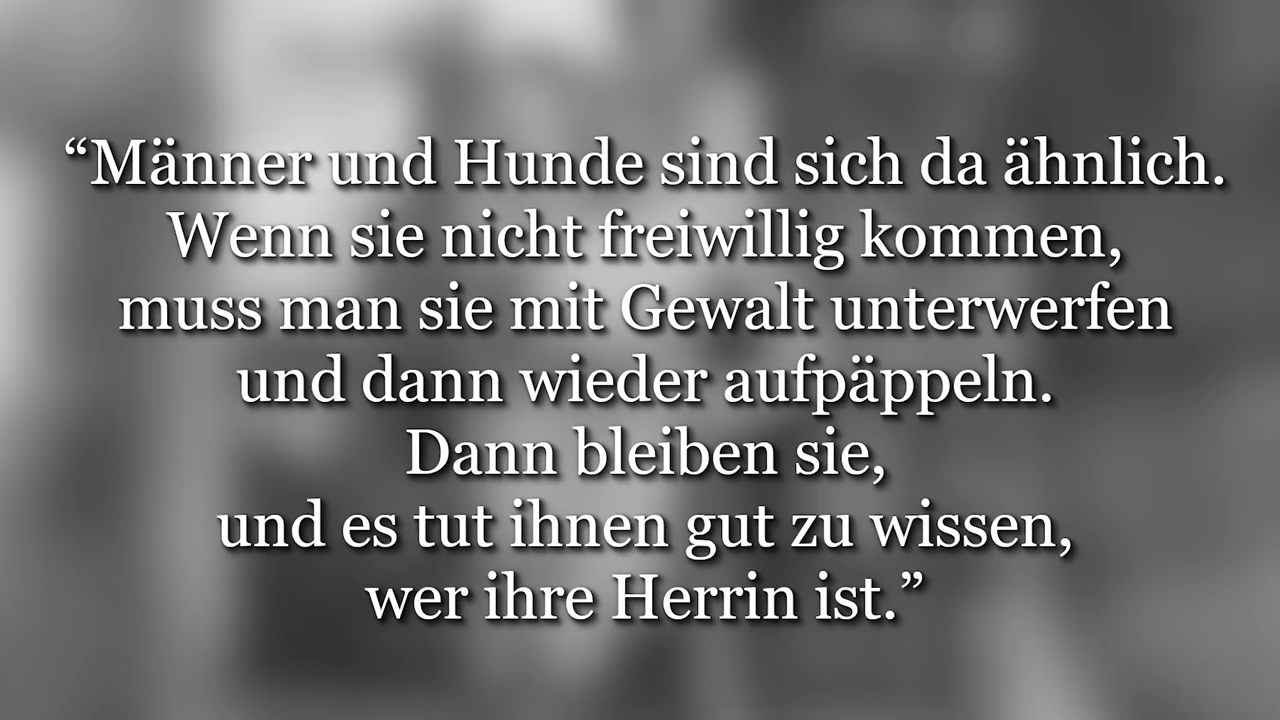 “Männer und Hunde sind sich da ähnlich.
Wenn sie nicht freiwillig kommen,
muss man sie mit Gewalt unterwerfen
und dann wieder aufpäppeln.
Dann bleiben sie,
und es tut ihnen gut zu wissen,
wer ihre Herrin ist.”